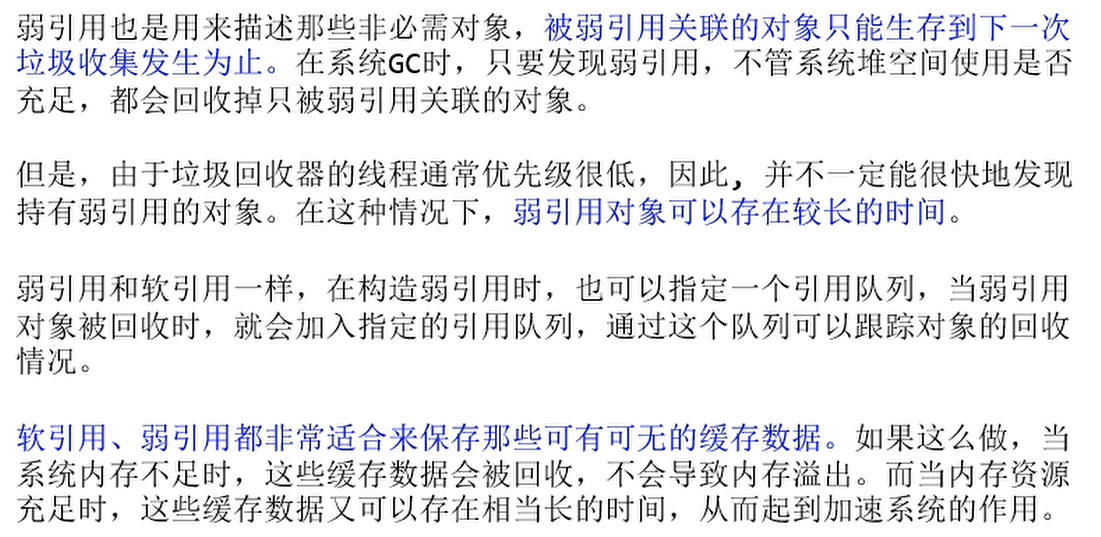 弱引用也是用来描述那些非必需对象，被弱引用关联的对象只能生存到下一次
垃圾收集发生为止。在系统GC时，只要发现弱引用，不管系统堆空间使用是否
充足，都会回收掉只被弱引用关联的对象。
但是，由于垃圾回收器的线程通常优先级很低，因此，并不一定能很快地发现
持有弱引用的对象。在这种情况下，弱引用对象可以存在较长的时间。
弱引用和软引用一样，在构造弱引用时，也可以指定一个引用队列，当弱引用
对象被回收时，就会加入指定的引用队列，通过这个队列可以跟踪对象的回收
情况。
软引用、弱引用都非常适合来保存那些可有可无的缓存数据。如果这么做，当
系统内存不足时，这些缓存数据会被回收，不会导致内存溢出。而当内存资源
充足时，这些缓存数据又可以存在相当长的时间，从而起到加速系统的作用。